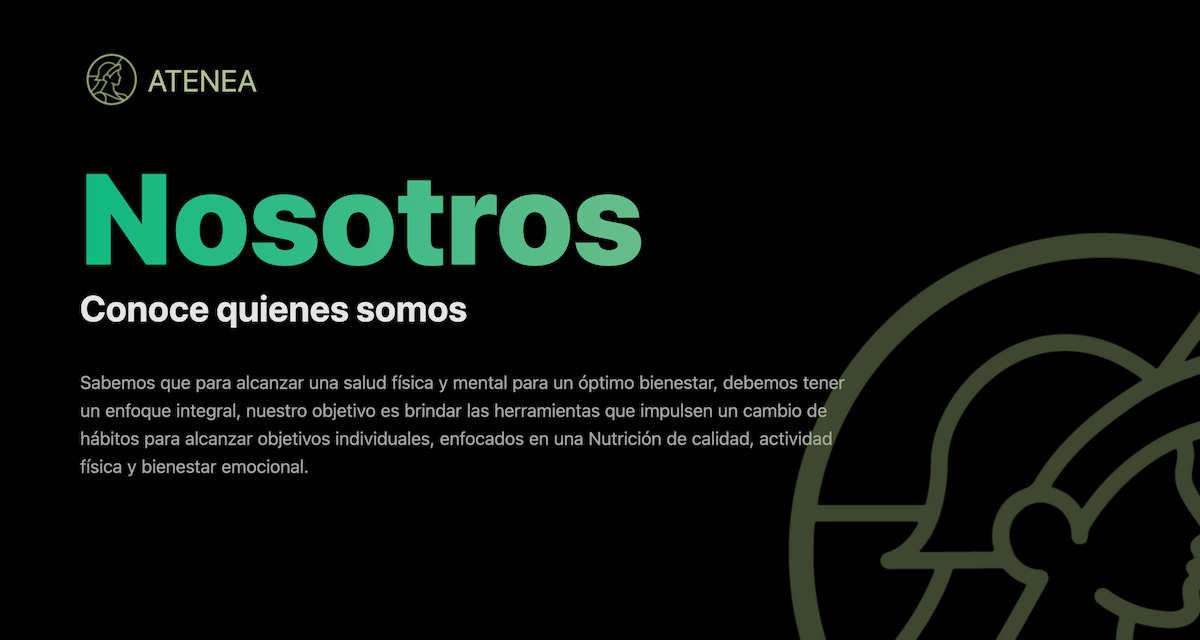 ATENEA
Nosotros
Conoce quienes somos
Sabemos que para alcanzar una salud física y mental para un óptimo bienestar, debemos tener
un enfoque integral, nuestro objetivo es brindar las herramientas que impulsen un cambio de
hábitos para alcanzar objetivos individuales, enfocados en una Nutrición de calidad, actividad
física y bienestar emocional.